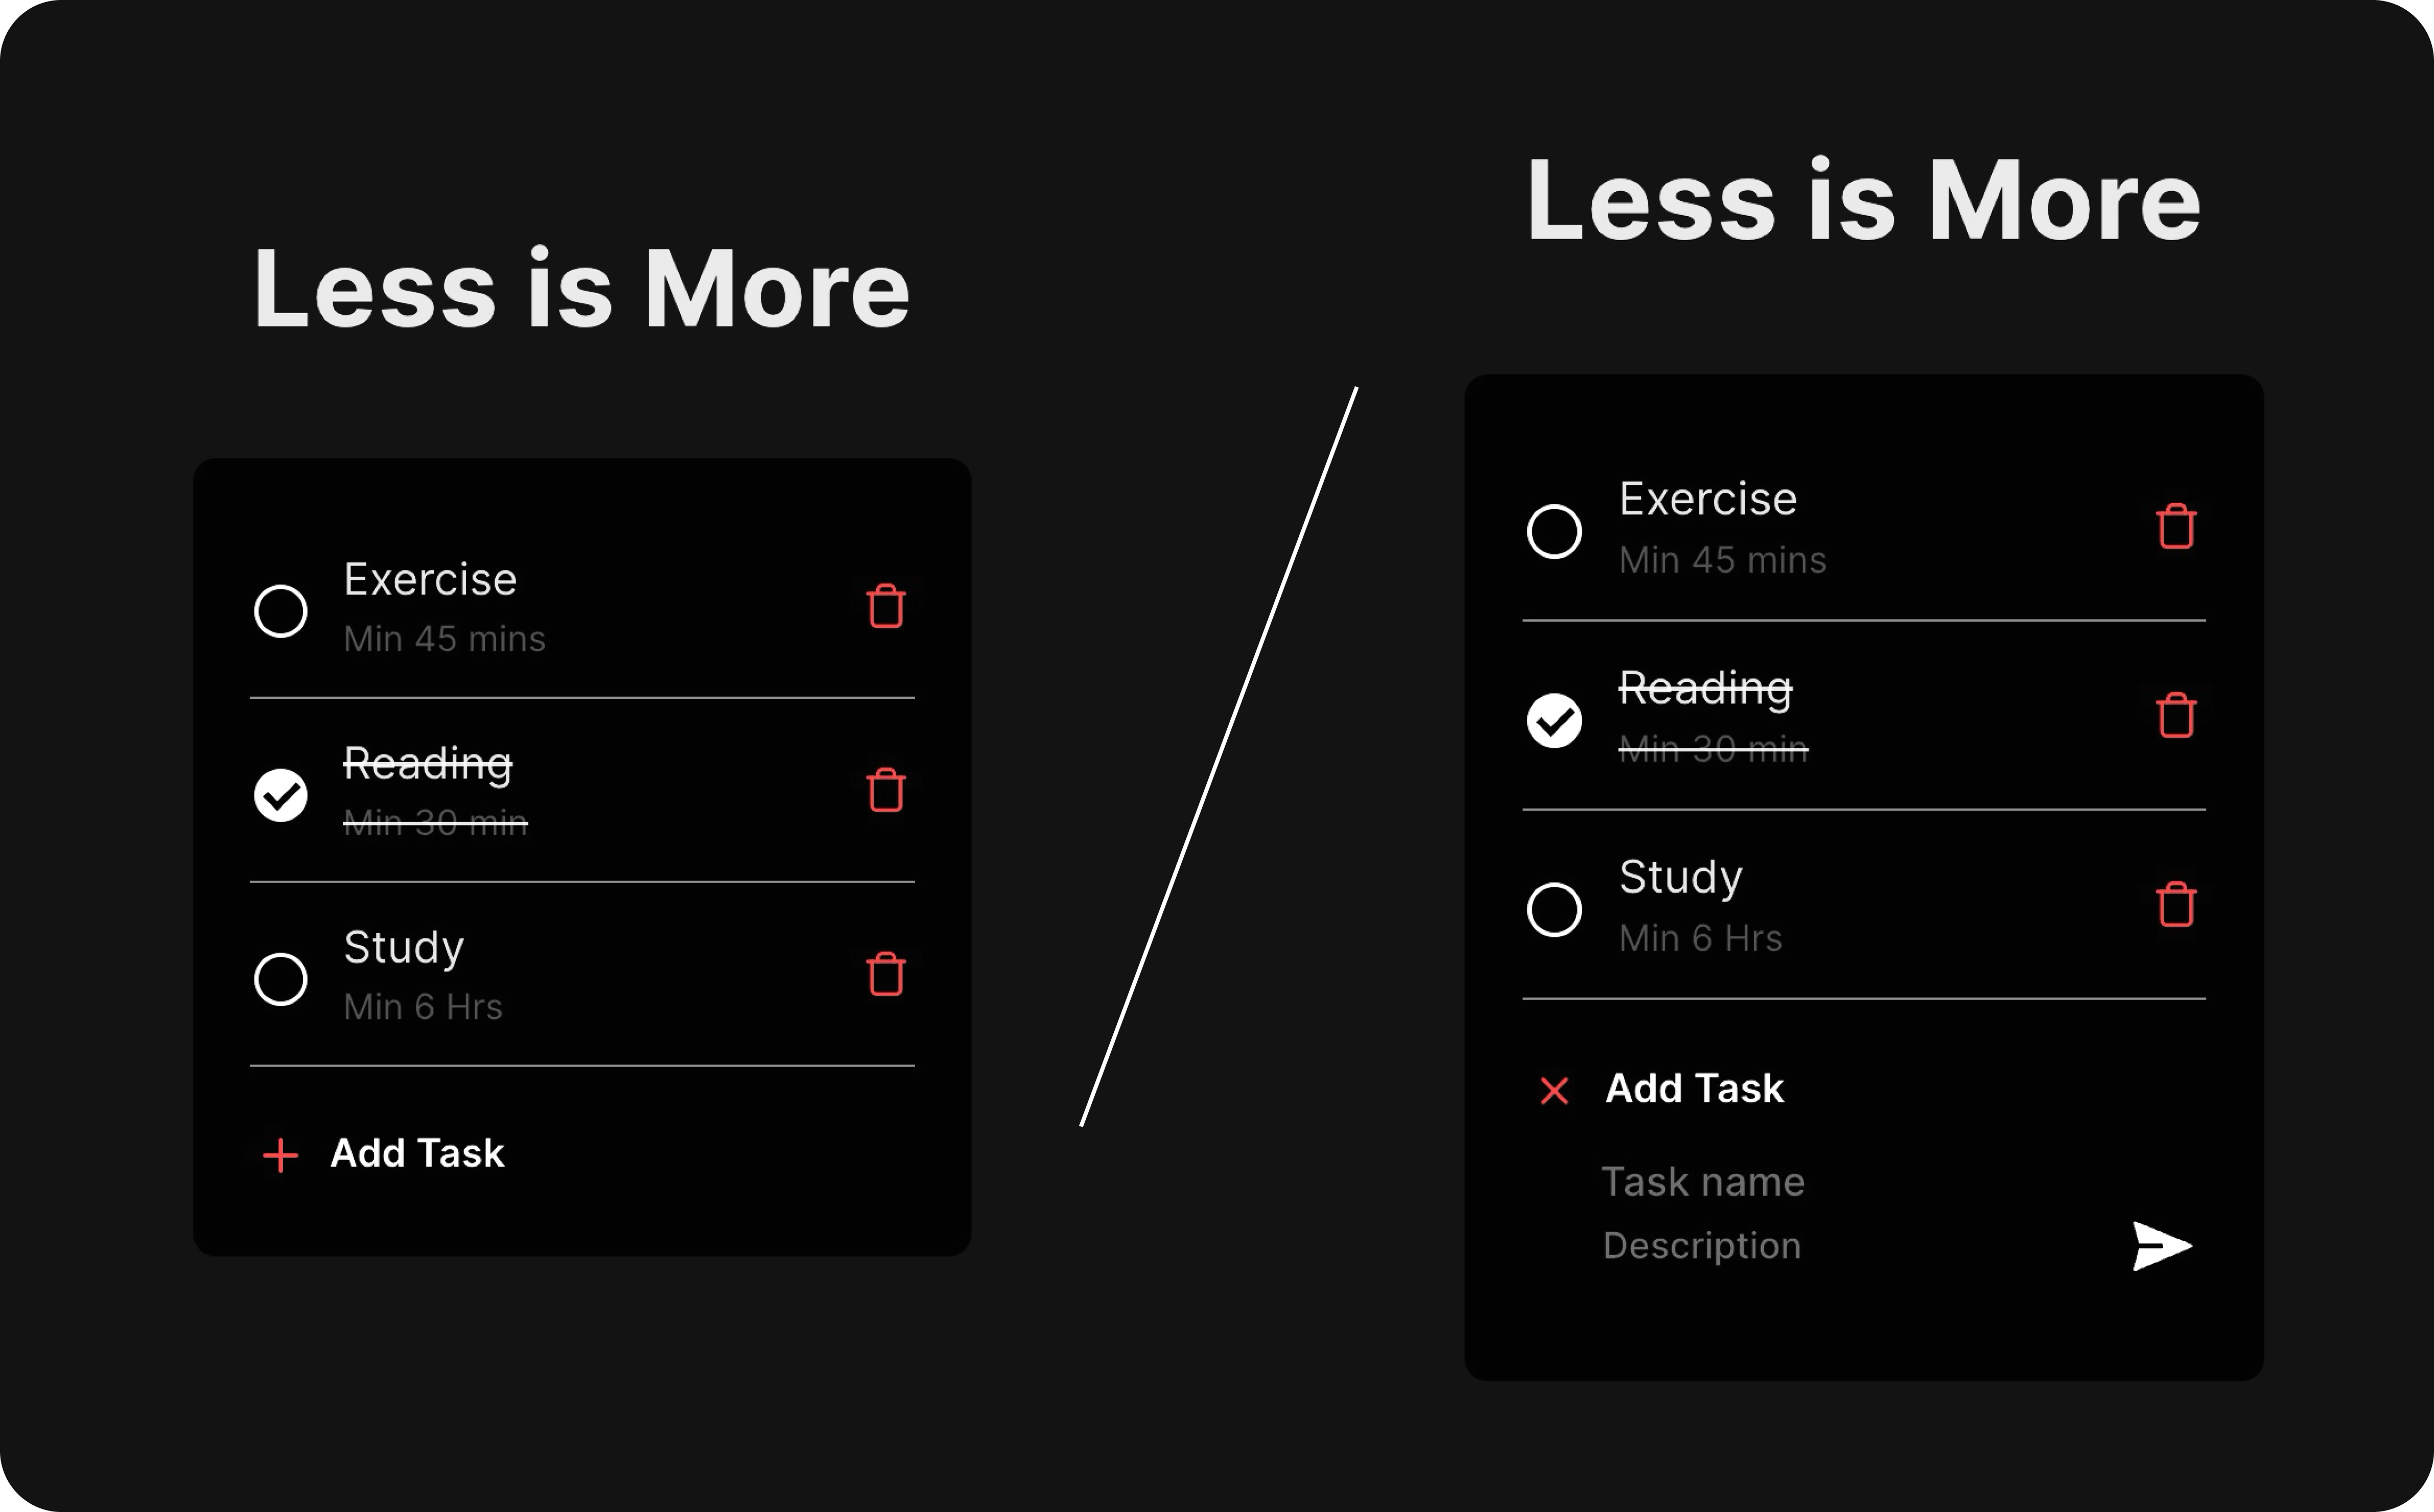 Less is More
Exercise
Min 45 mins
Reading
Min 30 min
Study
Min 6 Hrs
Add Task
Less is More
Exercise
Min 45 mins
Reading
Min 30 min
Study
Min 6 Hrs
Add Task
Task name
Description